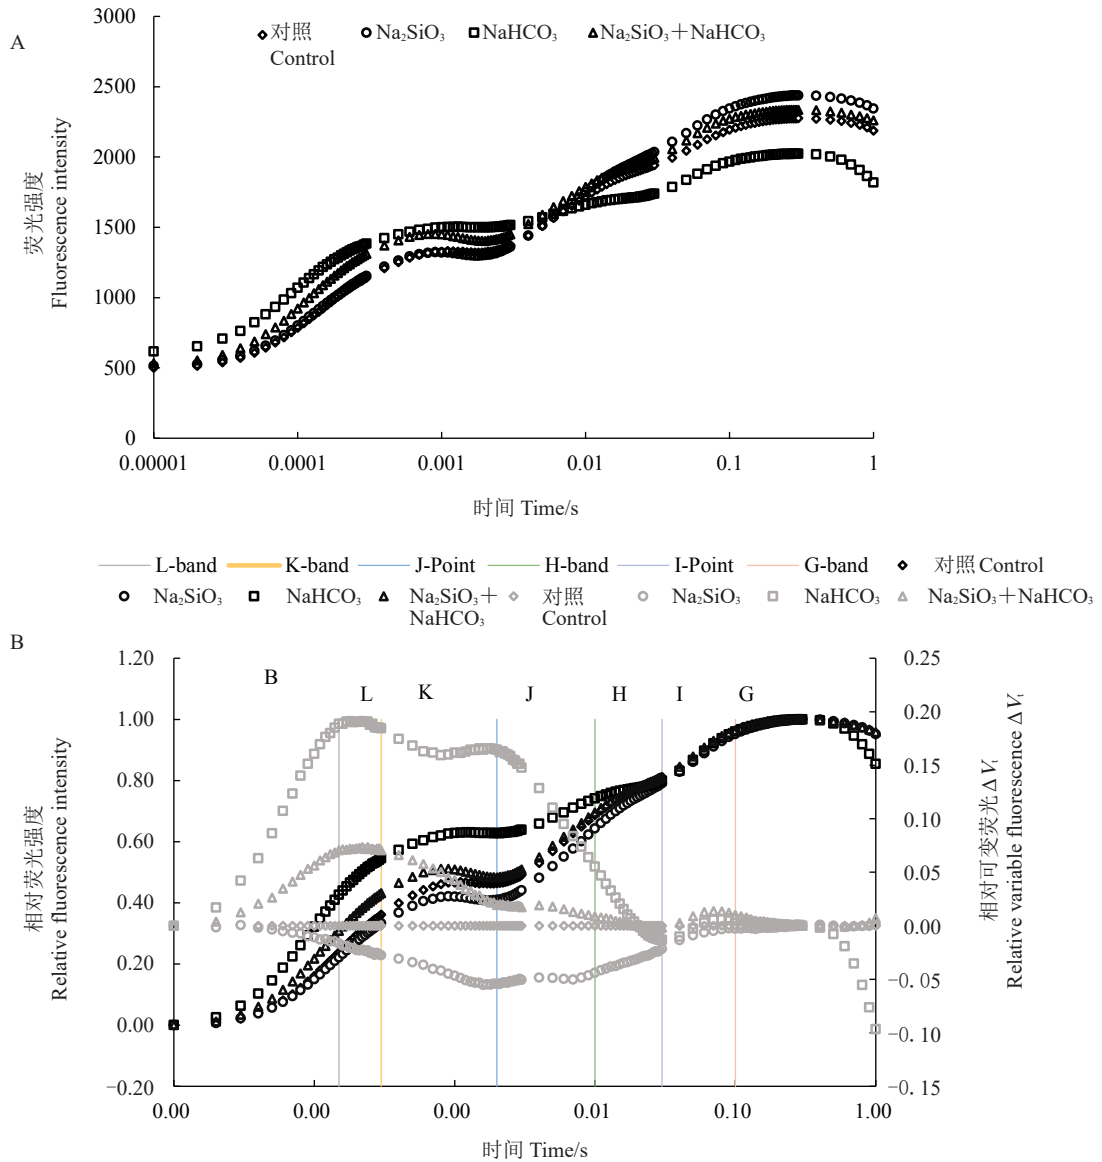 A
对照
Control
Na₂SiO₃
NaHCO₃
Na₂SiO₃＋NaHCO₃
3000
2500
2000
1500
1000
500
0
荧光强度
Fluorescence intensity
0.00001
0.0001
0.001
0.01
0.1
1
时间 Time/s
L-band
K-band
J-Point
H-band
I-Point
G-band
对照 Control
Na₂SiO₃
NaHCO₃
Na₂SiO₃＋
NaHCO₃
对照
Control
Na₂SiO₃
NaHCO₃
Na₂SiO₃＋NaHCO₃
B
1.20
1.00
0.80
0.60
0.40
0.20
0.00
−0.20
相对荧光强度
Relative fluorescence intensity
B
L
K
J
H
I
G
0.25
0.20
0.15
0.10
0.05
0.00
−0.05
−0.10
−0.15
相对可变荧光 ΔVₜ
Relative variable fluorescence ΔVₜ
0.00
0.00
0.00
0.01
0.10
1.00
时间 Time/s